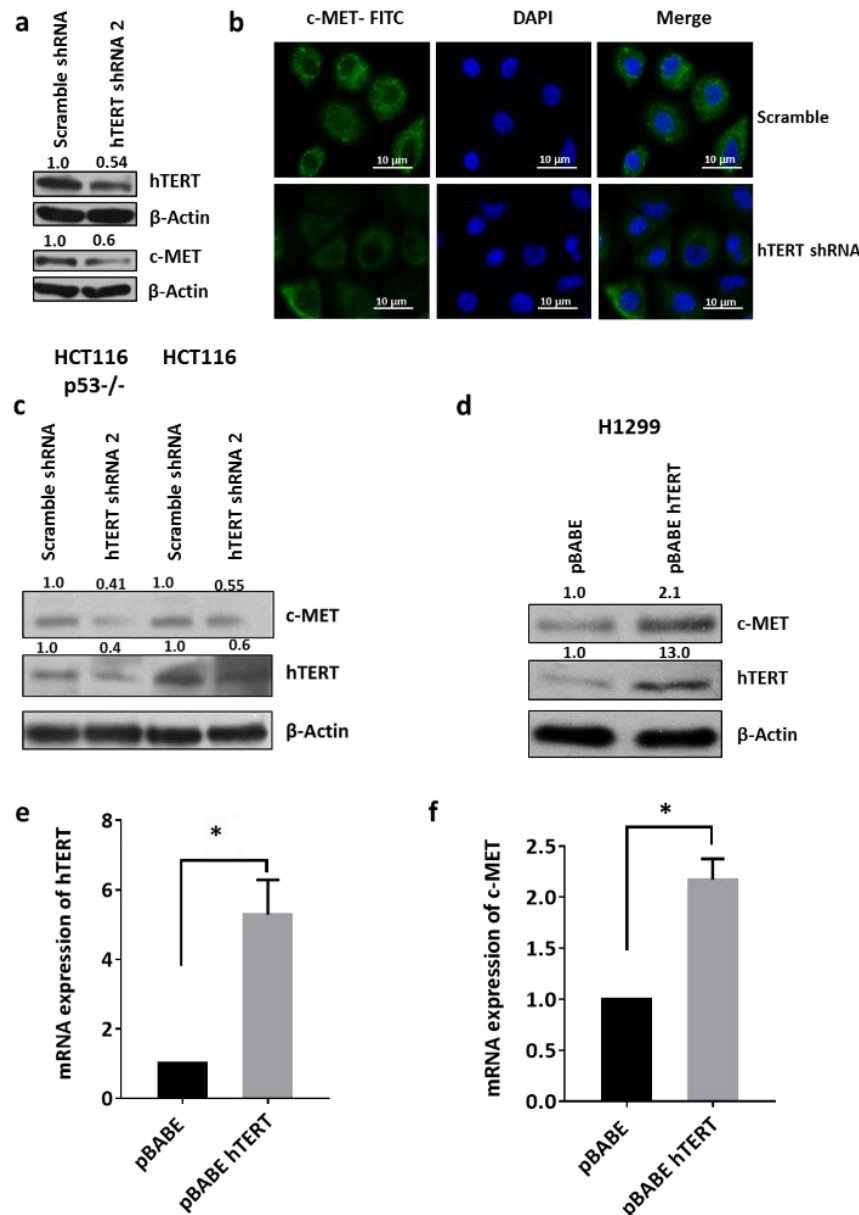 a
Scramble shRNA
hTERT shRNA 2
1.0 0.54
hTERT
β-Actin
1.0 0.6
c-MET
β-Actin
b
c-MET- FITC DAPI Merge
10 µm 10 µm 10 µm
Scramble
10 µm 10 µm 10 µm
hTERT shRNA
HCT116 HCT116
p53-/-
c
Scramble shRNA
hTERT shRNA 2
Scramble shRNA
hTERT shRNA 2
1.0 0.41 1.0 0.55
c-MET
1.0 0.4 1.0 0.6
hTERT
β-Actin
d
H1299
pBABE
pBABE hTERT
1.0 2.1
c-MET
1.0 13.0
hTERT
β-Actin
e
mRNA expression of hTERT
8
6
4
2
0
*
pBABE
pBABE hTERT
f
mRNA expression of c-MET
2.5
2.0
1.5
1.0
0.5
0.0
*
pBABE
pBABE hTERT